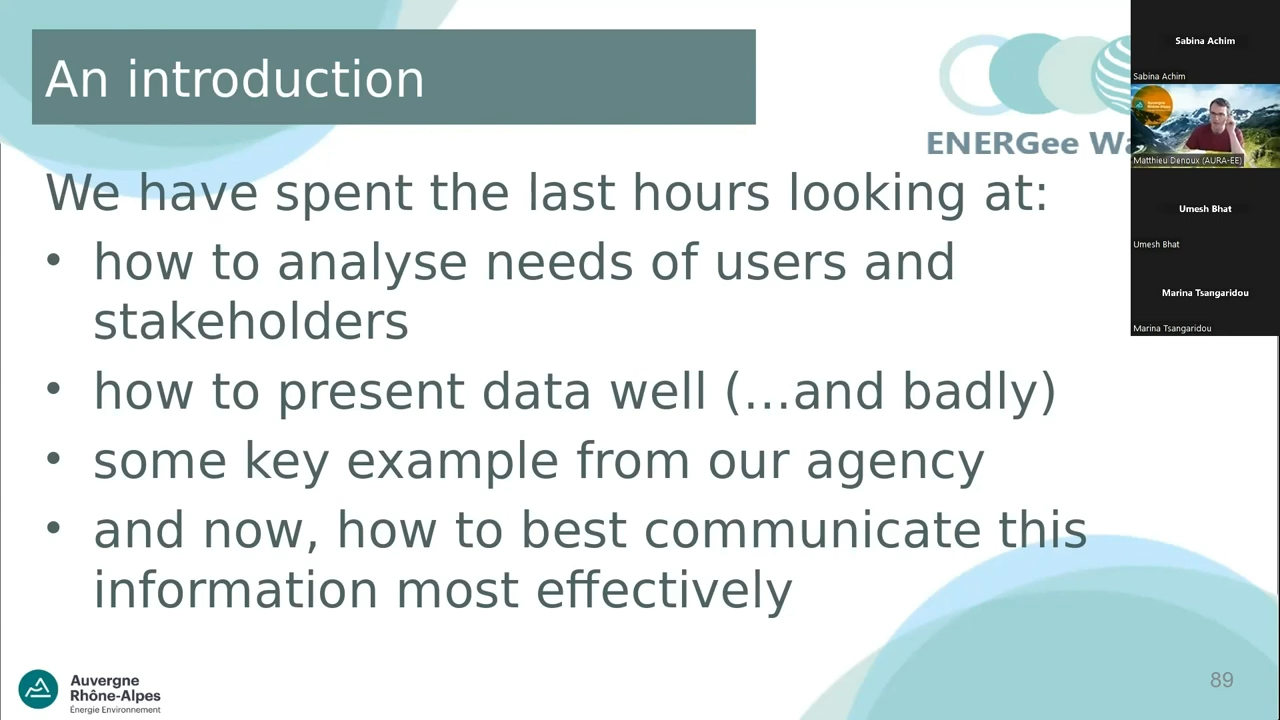 An introduction
ENERGee Wa
We have spent the last hours looking at:
• how to analyse needs of users and
stakeholders
• how to present data well (...and badly)
• some key example from our agency
• and now, how to best communicate this
information most effectively
Auvergne
Rhône-Alpes
Énergie Environnement
89
Sabina Achim
Sabina Achim
Auvergne
Rhône-Alpes
Matthieu Denoux (AURA-EE)
Umesh Bhat
Umesh Bhat
Marina Tsangaridou
Marina Tsangaridou